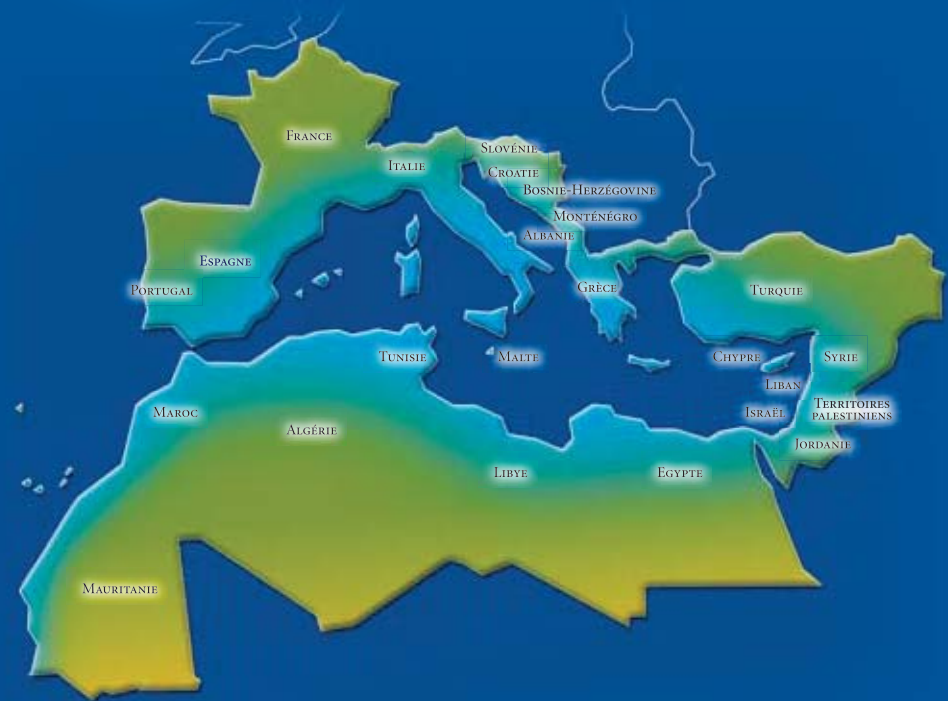 FRANCE
SLOVÉNIE
ITALIE
CROATIE
BOSNIE-HERZÉGOVINE
MONTÉNÉGRO
ALBANIE
ESPAGNE
PORTUGAL
GRÈCE
TURQUIE
TUNISIE
MALTE
CHYPRE
SYRIE
LIBAN
MAROC
ISRAËL
TERRITOIRES
PALESTINIENS
ALGÉRIE
JORDANIE
LIBYE
EGYPTE
MAURITANIE